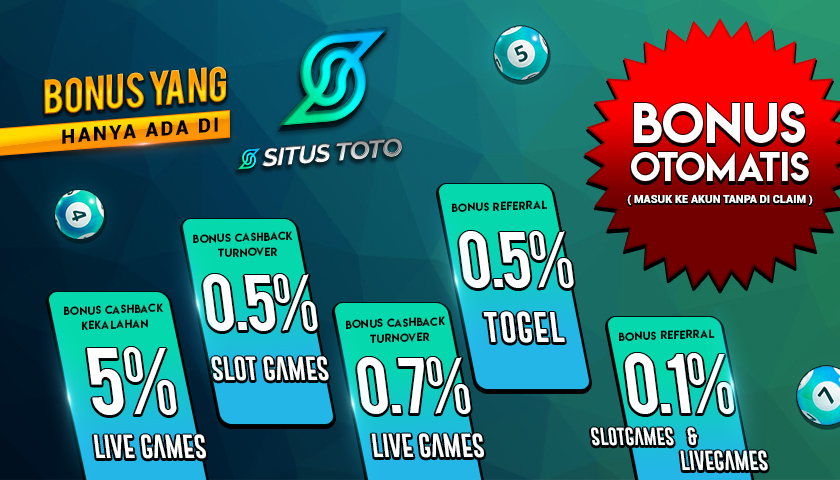 BONUS YANG
HANYA ADA DI
SITUS TOTO
5
BONUS
OTOMATIS
( MASUK KE AKUN TANPA DI CLAIM )
4
BONUS CASHBACK
KEKALAHAN
5%
LIVE GAMES
BONUS CASHBACK
TURNOVER
0.5%
SLOT GAMES
BONUS CASHBACK
TURNOVER
0.7%
LIVE GAMES
BONUS REFERRAL
0.5%
TOGEL
BONUS REFERRAL
0.1%
SLOTGAMES &
LIVEGAMES
7